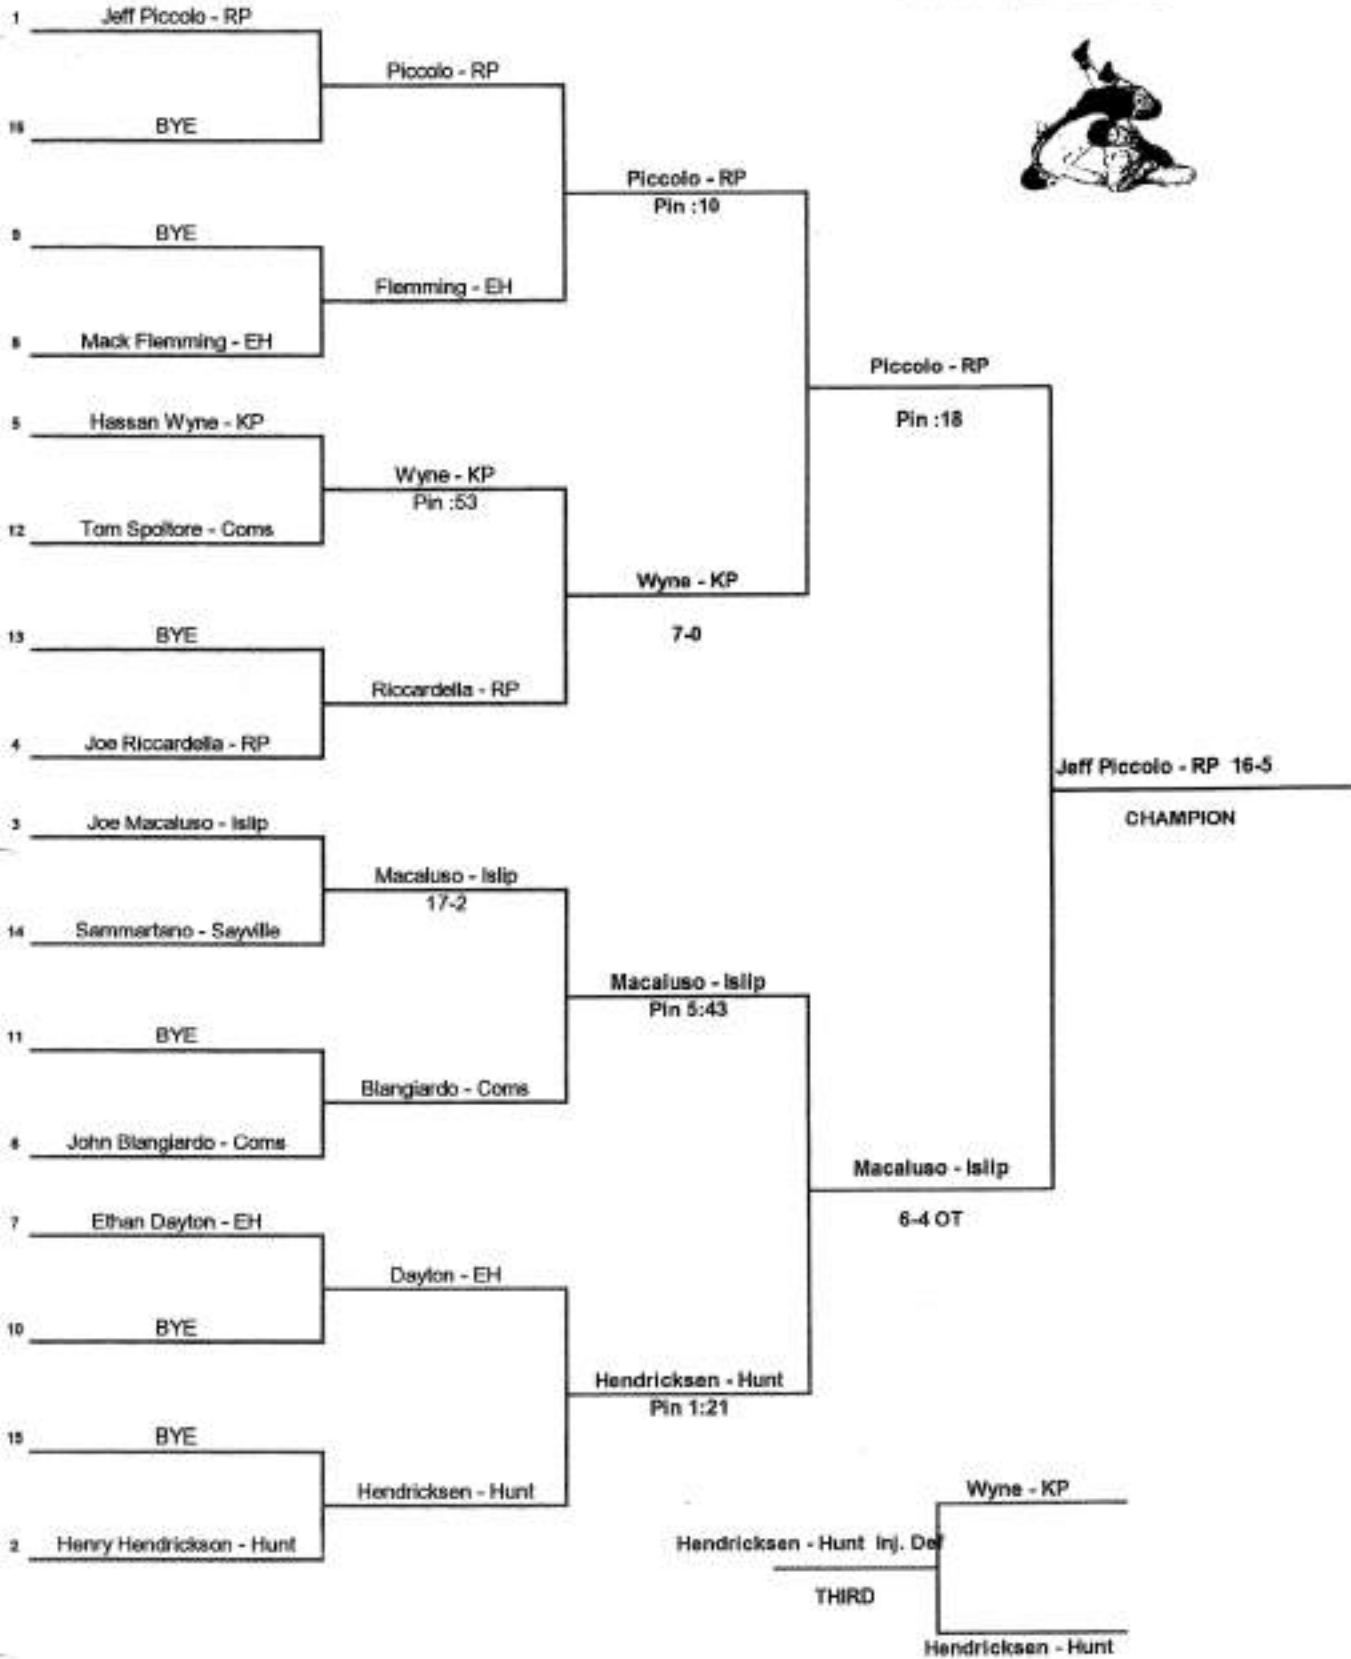 1 Jeff Piccolo - RP
Piccolo - RP
16 BYE
Piccolo - RP
Pin :10
9 BYE
Flemming - EH
8 Mack Flemming - EH
Piccolo - RP
Pin :18
5 Hassan Wyne - KP
Wyne - KP
Pin :53
12 Tom Spoltore - Coms
Wyne - KP
7-0
13 BYE
Riccardella - RP
4 Joe Riccardella - RP
Jeff Piccolo - RP 16-5
CHAMPION
3 Joe Macaluso - Islip
Macaluso - Islip
17-2
14 Sammartano - Sayville
Macaluso - Islip
Pin 5:43
11 BYE
Blangiardo - Coms
6 John Blangiardo - Coms
Macaluso - Islip
6-4 OT
7 Ethan Dayton - EH
Dayton - EH
10 BYE
Hendricksen - Hunt
Pin 1:21
15 BYE
Hendricksen - Hunt
2 Henry Hendrickson - Hunt
Wyne - KP
Hendricksen - Hunt Inj. Def
THIRD
Hendricksen - Hunt